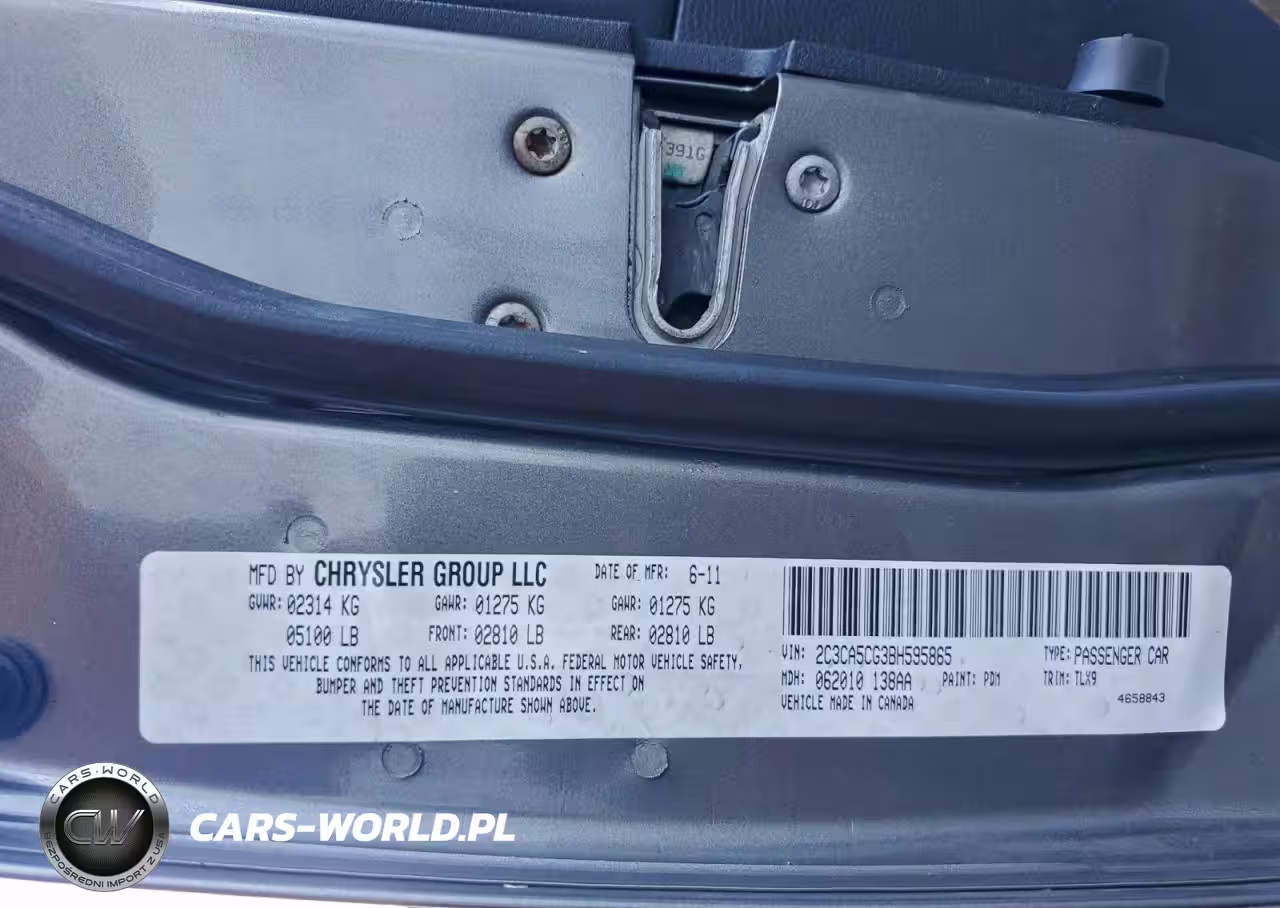 391G
107
MFD BY CHRYSLER GROUP LLC DATE OF MFR: 6-11
GVWR: 02314 KG GAWR: 01275 KG GAWR: 01275 KG
05100 LB FRONT: 02810 LB REAR: 02810 LB
THIS VEHICLE CONFORMS TO ALL APPLICABLE U.S.A. FEDERAL MOTOR VEHICLE SAFETY,
BUMPER AND THEFT PREVENTION STANDARDS IN EFFECT ON
THE DATE OF MANUFACTURE SHOWN ABOVE.
VIN: 2C3CA5CG3BH595865 TYPE: PASSENGER CAR
MDH: 062010 138AA PAINT: PDM TRIM: TLX9
VEHICLE MADE IN CANADA 4658843
CARS-WORLD
CW
BEZPOŚREDNI IMPORT Z USA
CARS-WORLD.PL